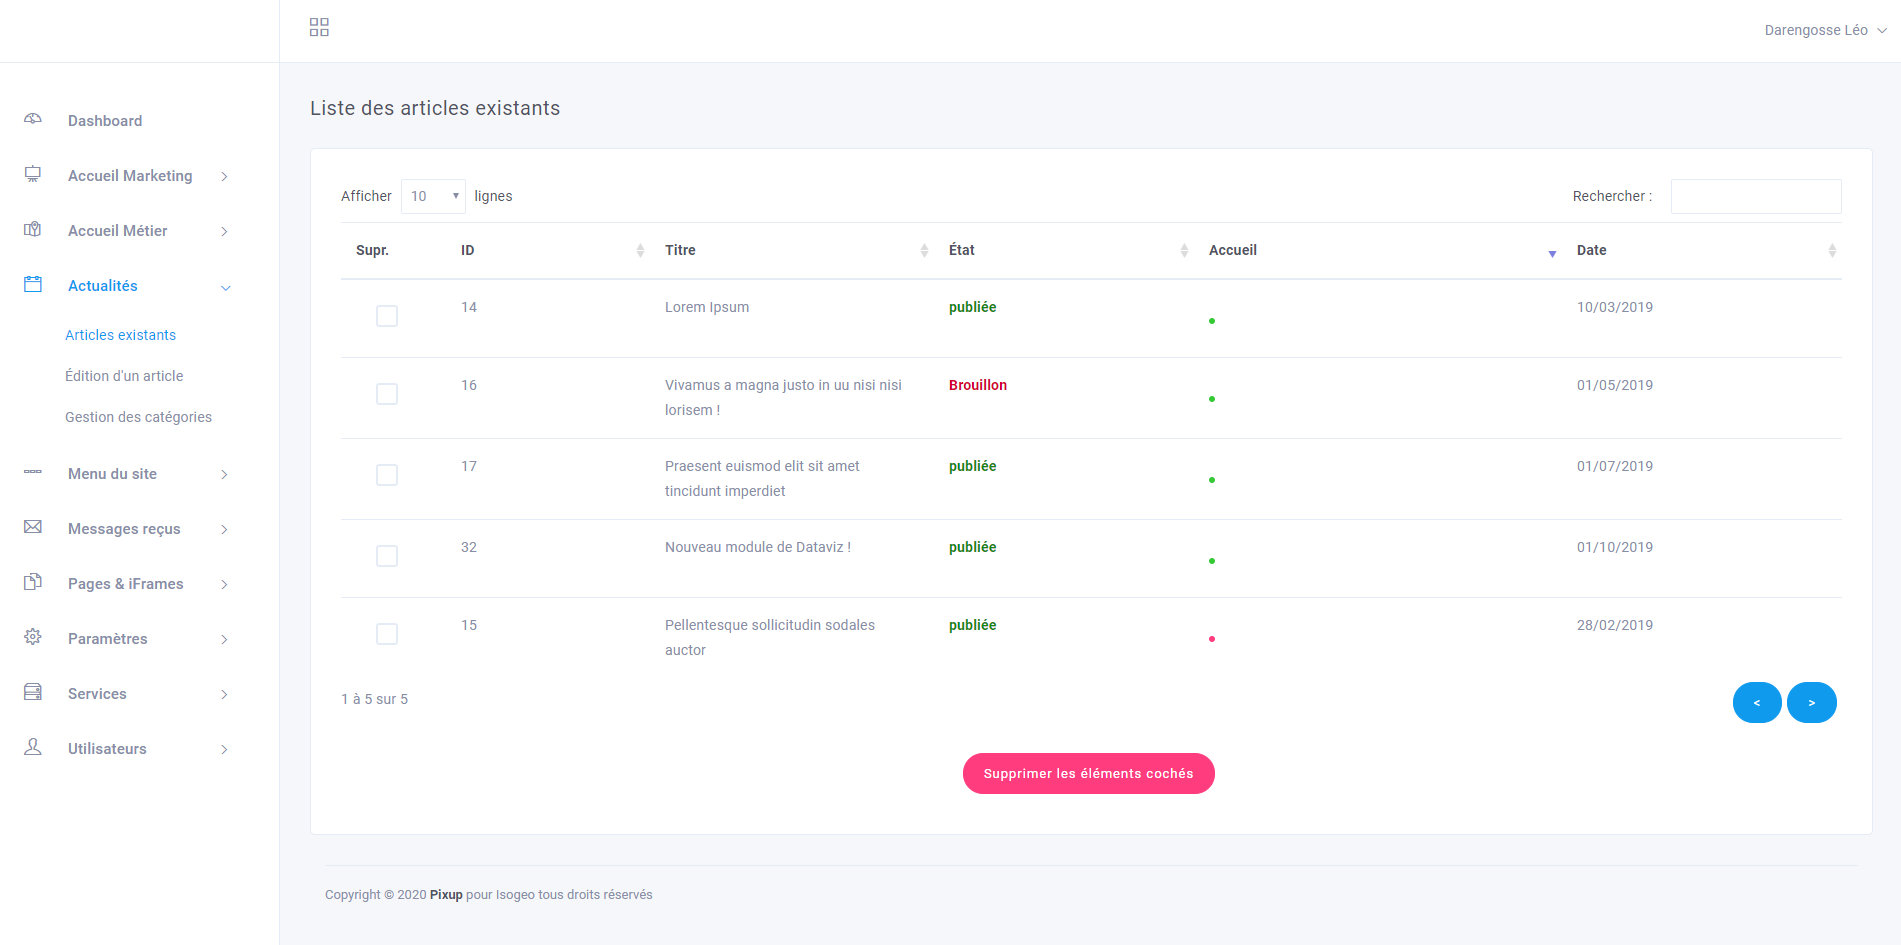 Darengosse Léo
Dashboard
Accueil Marketing
Accueil Métier
Actualités
Articles existants
Édition d'un article
Gestion des catégories
Menu du site
Messages reçus
Pages & iFrames
Paramètres
Services
Utilisateurs
Liste des articles existants
Afficher 10 lignes
Rechercher :
Supr. ID Titre État Accueil Date
14 Lorem Ipsum publiée 10/03/2019
16 Vivamus a magna justo in uu nisi nisi Brouillon 01/05/2019
lorisem !
17 Praesent euismod elit sit amet publiée 01/07/2019
tincidunt imperdiet
32 Nouveau module de Dataviz ! publiée 01/10/2019
15 Pellentesque sollicitudin sodales publiée 28/02/2019
auctor
1 à 5 sur 5
< >
Supprimer les éléments cochés
Copyright © 2020 Pixup pour Isogeo tous droits réservés